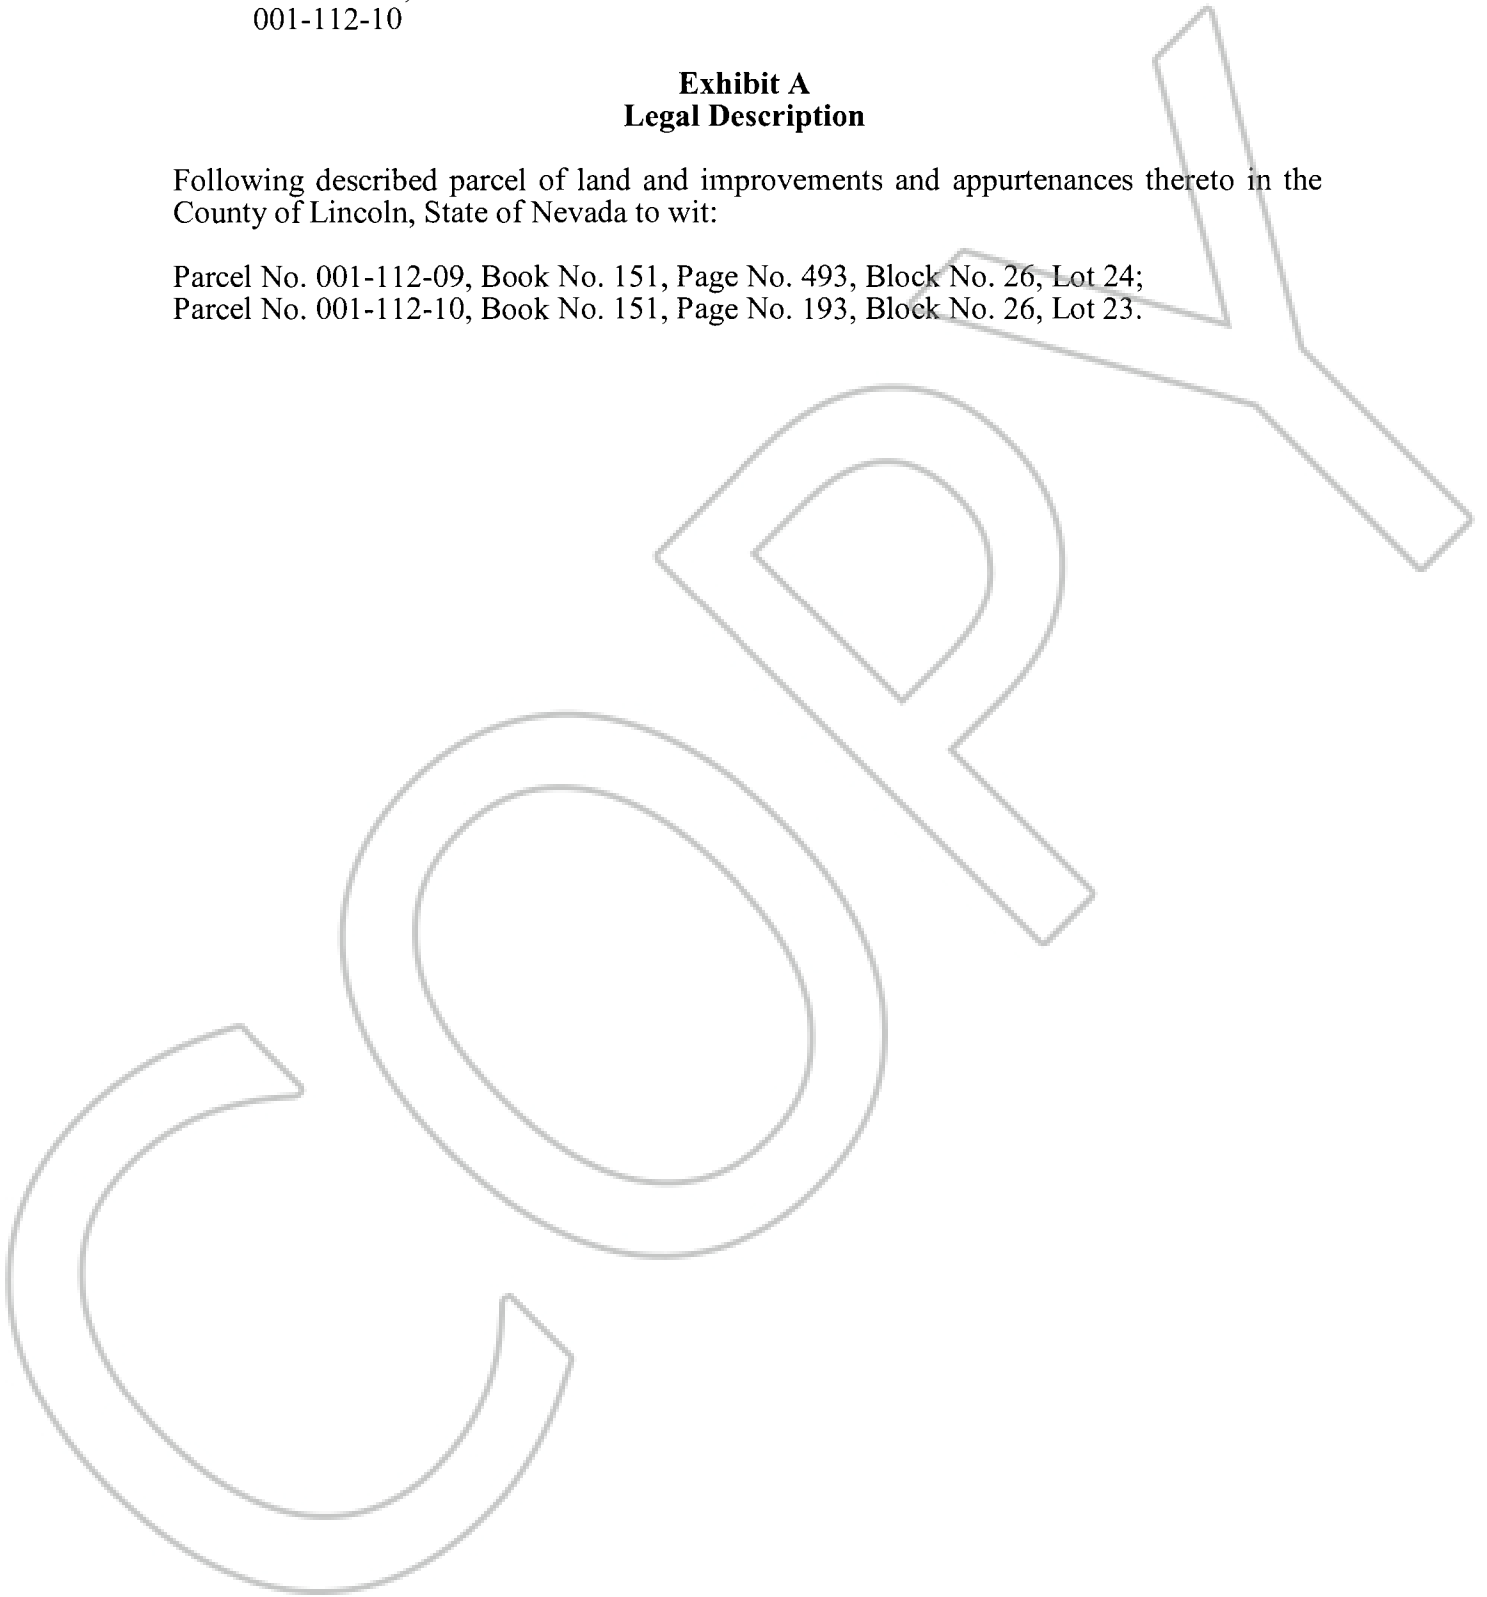 001-112-10
Exhibit A
Legal Description
Following described parcel of land and improvements and appurtenances thereto in the
County of Lincoln, State of Nevada to wit:
Parcel No. 001-112-09, Book No. 151, Page No. 493, Block No. 26, Lot 24;
Parcel No. 001-112-10, Book No. 151, Page No. 193, Block No. 26, Lot 23.
COPY